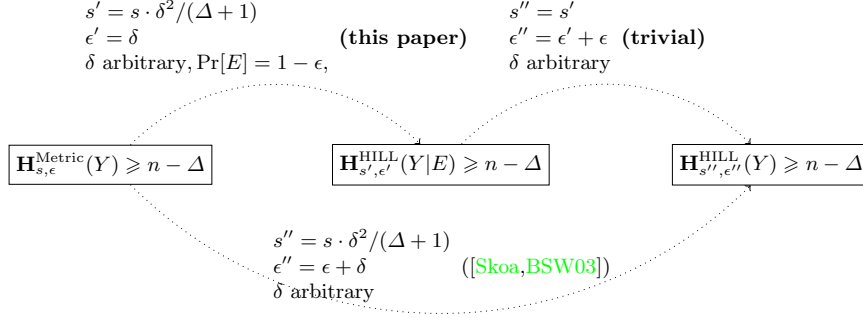 s′ = s · δ²/(Δ + 1)
ϵ′ = δ (this paper)
δ arbitrary, Pr[E] = 1 − ϵ,
s′′ = s′
ϵ′′ = ϵ′ + ϵ (trivial)
δ arbitrary
H^Metric_{s,ϵ}(Y) ⩾ n − Δ
H^HILL_{s′,ϵ′}(Y|E) ⩾ n − Δ
H^HILL_{s′′,ϵ′′}(Y) ⩾ n − Δ
s′′ = s · δ²/(Δ + 1)
ϵ′′ = ϵ + δ ([Skoa,BSW03])
δ arbitrary